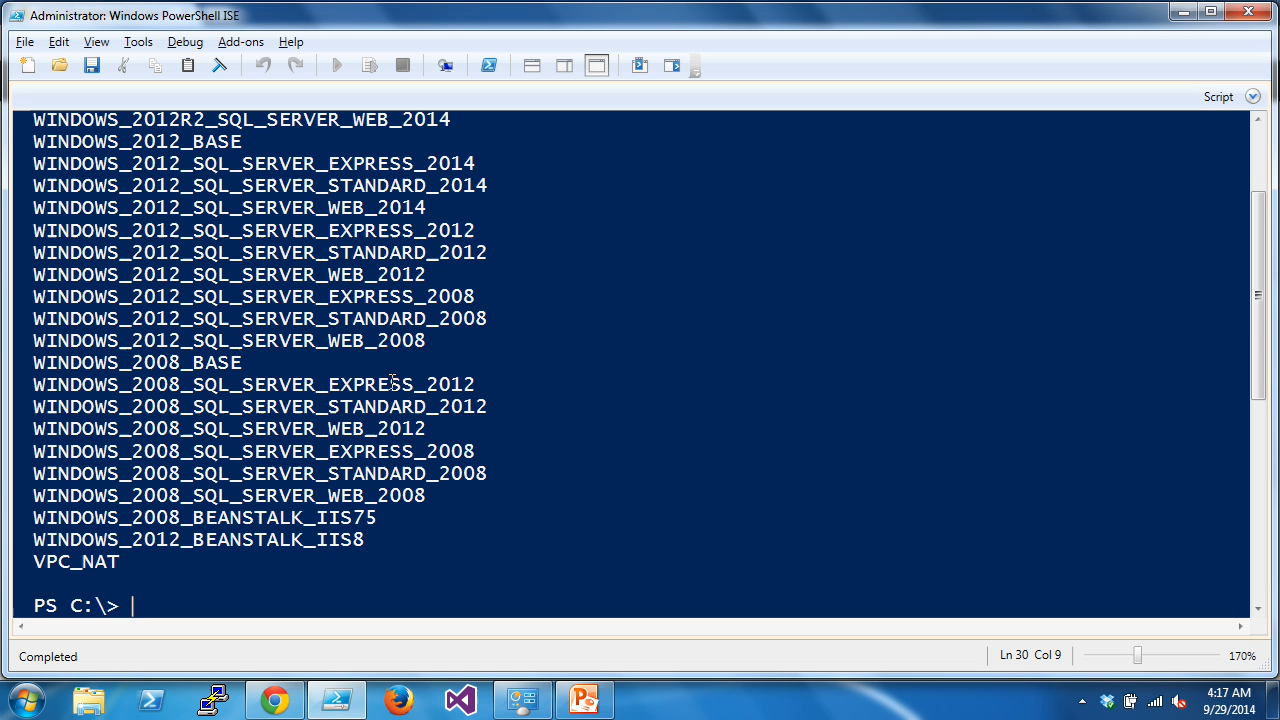 Administrator: Windows PowerShell ISE
File Edit View Tools Debug Add-ons Help
Script
WINDOWS_2012R2_SQL_SERVER_WEB_2014
WINDOWS_2012_BASE
WINDOWS_2012_SQL_SERVER_EXPRESS_2014
WINDOWS_2012_SQL_SERVER_STANDARD_2014
WINDOWS_2012_SQL_SERVER_WEB_2014
WINDOWS_2012_SQL_SERVER_EXPRESS_2012
WINDOWS_2012_SQL_SERVER_STANDARD_2012
WINDOWS_2012_SQL_SERVER_WEB_2012
WINDOWS_2012_SQL_SERVER_EXPRESS_2008
WINDOWS_2012_SQL_SERVER_STANDARD_2008
WINDOWS_2012_SQL_SERVER_WEB_2008
WINDOWS_2008_BASE
WINDOWS_2008_SQL_SERVER_EXPRESS_2012
WINDOWS_2008_SQL_SERVER_STANDARD_2012
WINDOWS_2008_SQL_SERVER_WEB_2012
WINDOWS_2008_SQL_SERVER_EXPRESS_2008
WINDOWS_2008_SQL_SERVER_STANDARD_2008
WINDOWS_2008_SQL_SERVER_WEB_2008
WINDOWS_2008_BEANSTALK_IIS75
WINDOWS_2012_BEANSTALK_IIS8
VPC_NAT
PS C:\>
Completed Ln 30 Col 9 170%
4:17 AM
9/29/2014